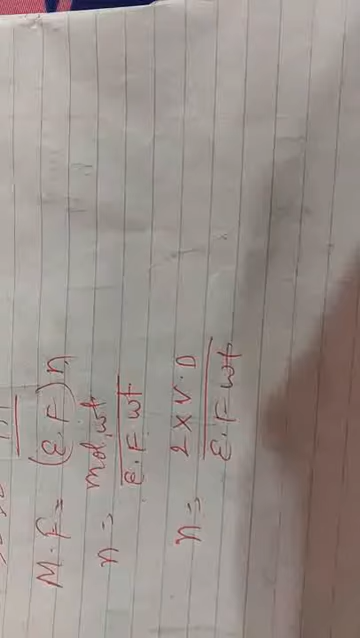 M.F = (E.F)n
n = mol.wt
E.F.wt
n = 2 X V.D
E.F wt